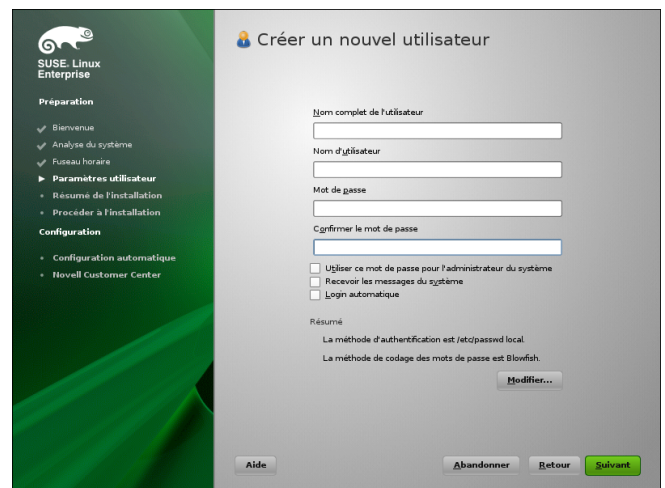 SUSE. Linux
Enterprise
Préparation
Bienvenue
Analyse du système
Fuseau horaire
Paramètres utilisateur
Résumé de l'installation
Procéder à l'installation
Configuration
Configuration automatique
Novell Customer Center
Créer un nouvel utilisateur
Nom complet de l'utilisateur
Nom d'utilisateur
Mot de passe
Confirmer le mot de passe
Utiliser ce mot de passe pour l'administrateur du système
Recevoir les messages du système
Login automatique
Résumé
La méthode d'authentification est /etc/passwd local.
La méthode de codage des mots de passe est Blowfish.
Modifier...
Aide
Abandonner
Retour
Suivant